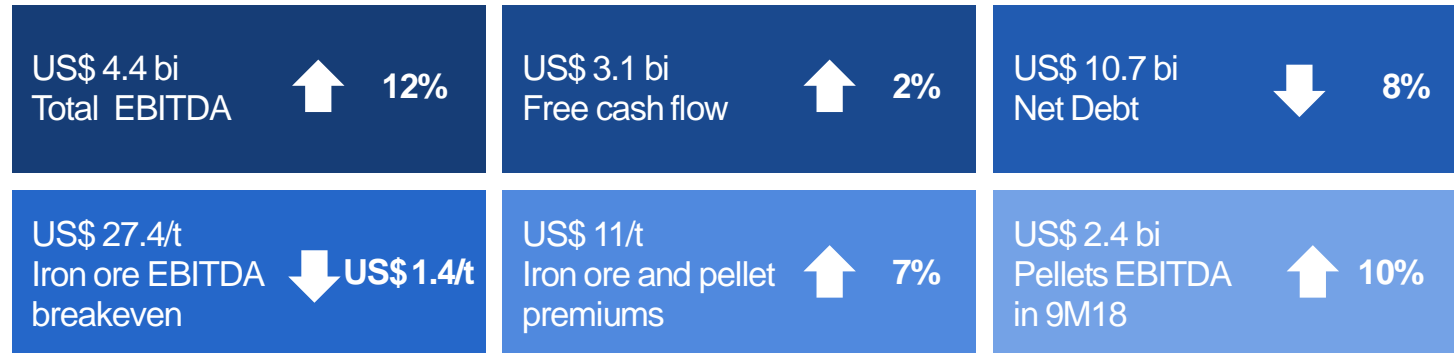 US$ 4.4 bi
Total EBITDA
12%
US$ 3.1 bi
Free cash flow
2%
US$ 10.7 bi
Net Debt
8%
US$ 27.4/t
Iron ore EBITDA
breakeven
US$ 1.4/t
US$ 11/t
Iron ore and pellet
premiums
7%
US$ 2.4 bi
Pellets EBITDA
in 9M18
10%